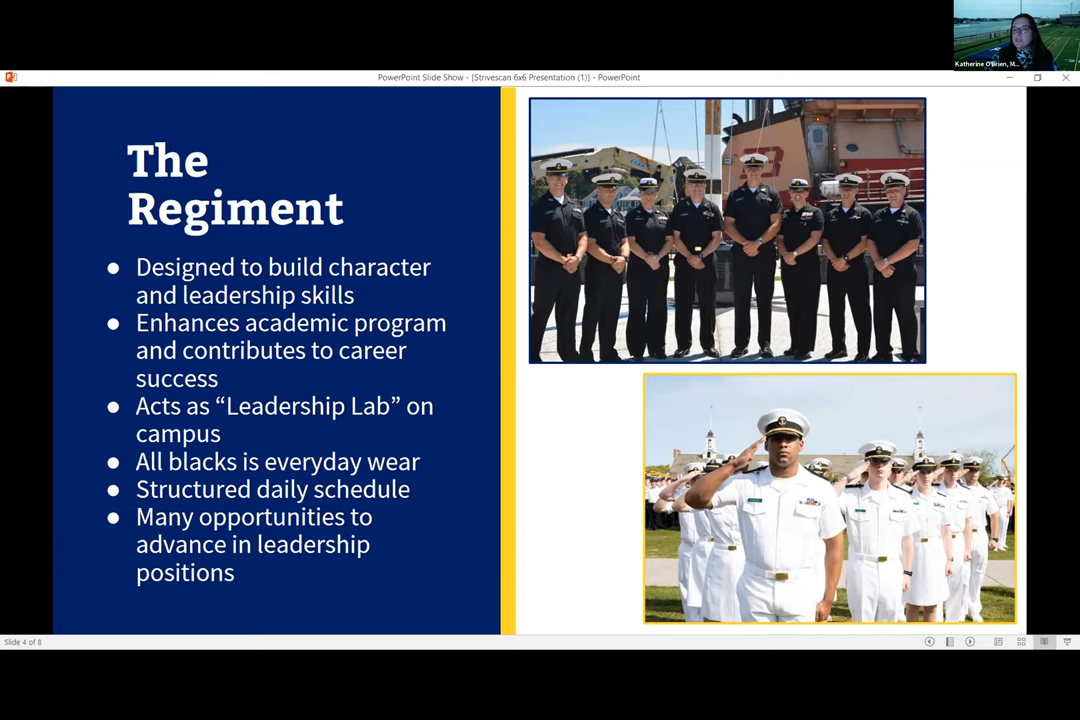 Katherine O'Brien, M...
PowerPoint Slide Show - [Strivescan 6x6 Presentation (1)] - PowerPoint
The
Regiment
● Designed to build character
and leadership skills
● Enhances academic program
and contributes to career
success
● Acts as “Leadership Lab” on
campus
● All blacks is everyday wear
● Structured daily schedule
● Many opportunities to
advance in leadership
positions
Slide 4 of 8